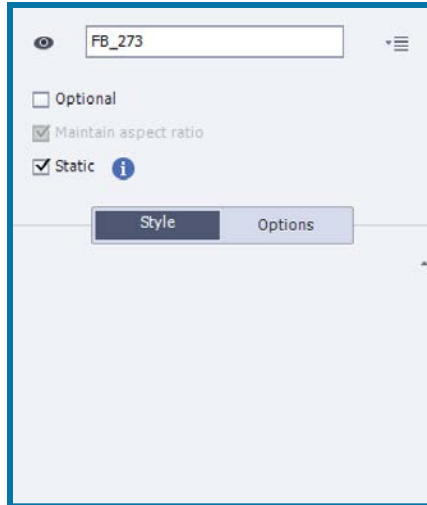 FB_273
Optional
Maintain aspect ratio
Static
Style Options